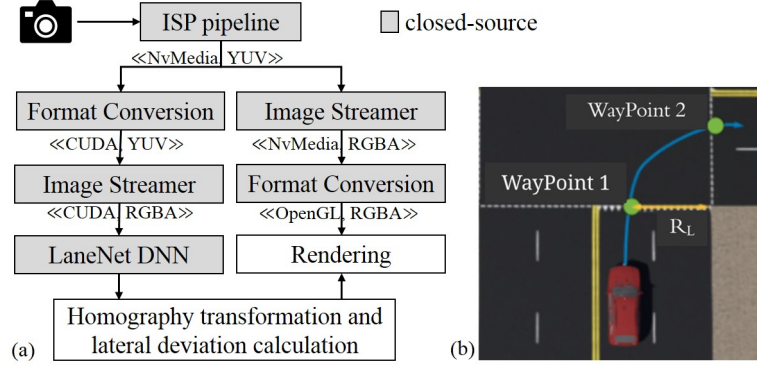 ISP pipeline
closed-source
≪NvMedia, YUV≫
Format Conversion
Image Streamer
≪CUDA, YUV≫
≪NvMedia, RGBA≫
Image Streamer
Format Conversion
≪CUDA, RGBA≫
≪OpenGL, RGBA≫
LaneNet DNN
Rendering
Homography transformation and
lateral deviation calculation
(a)
WayPoint 2
WayPoint 1
R_L
(b)